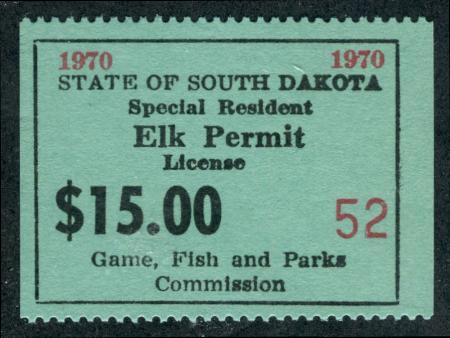 1970 1970
STATE OF SOUTH DAKOTA
Special Resident
Elk Permit
License
$15.00 52
Game, Fish and Parks
Commission